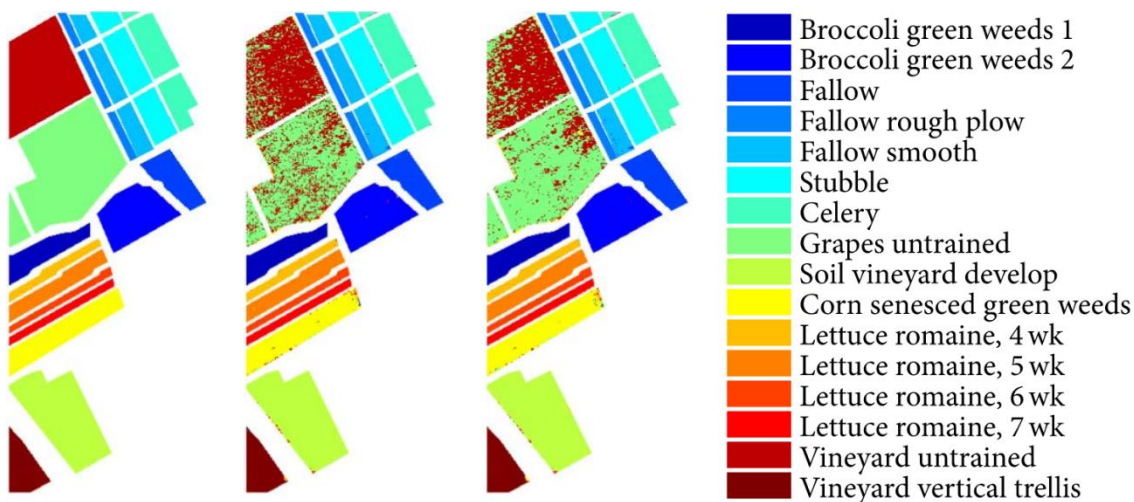 Broccoli green weeds 1
Broccoli green weeds 2
Fallow
Fallow rough plow
Fallow smooth
Stubble
Celery
Grapes untrained
Soil vineyard develop
Corn senesced green weeds
Lettuce romaine, 4 wk
Lettuce romaine, 5 wk
Lettuce romaine, 6 wk
Lettuce romaine, 7 wk
Vineyard untrained
Vineyard vertical trellis